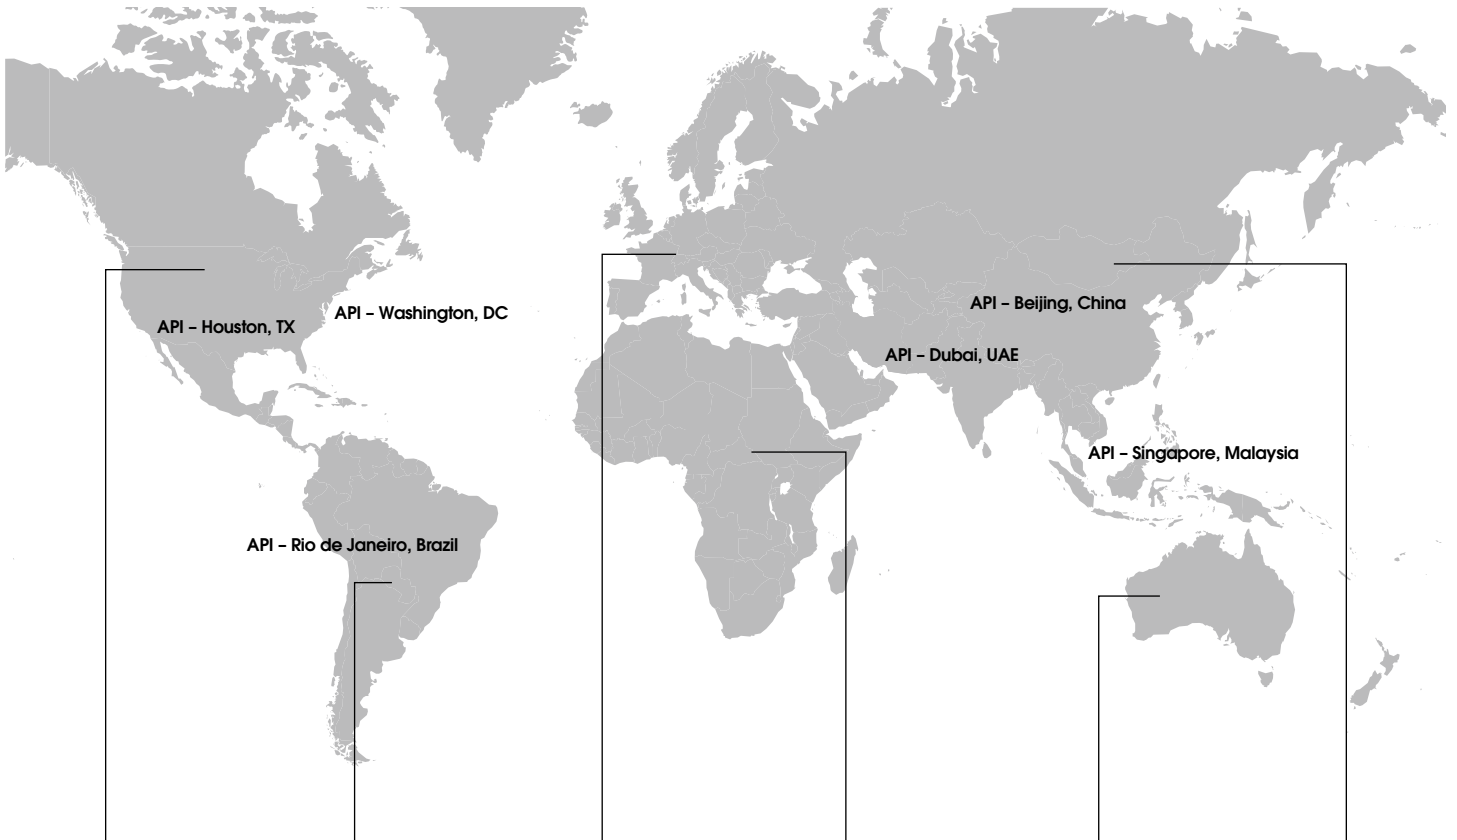 API – Beijing, China
API – Washington, DC
API – Houston, TX
API – Dubai, UAE
API – Singapore, Malaysia
API – Rio de Janeiro, Brazil